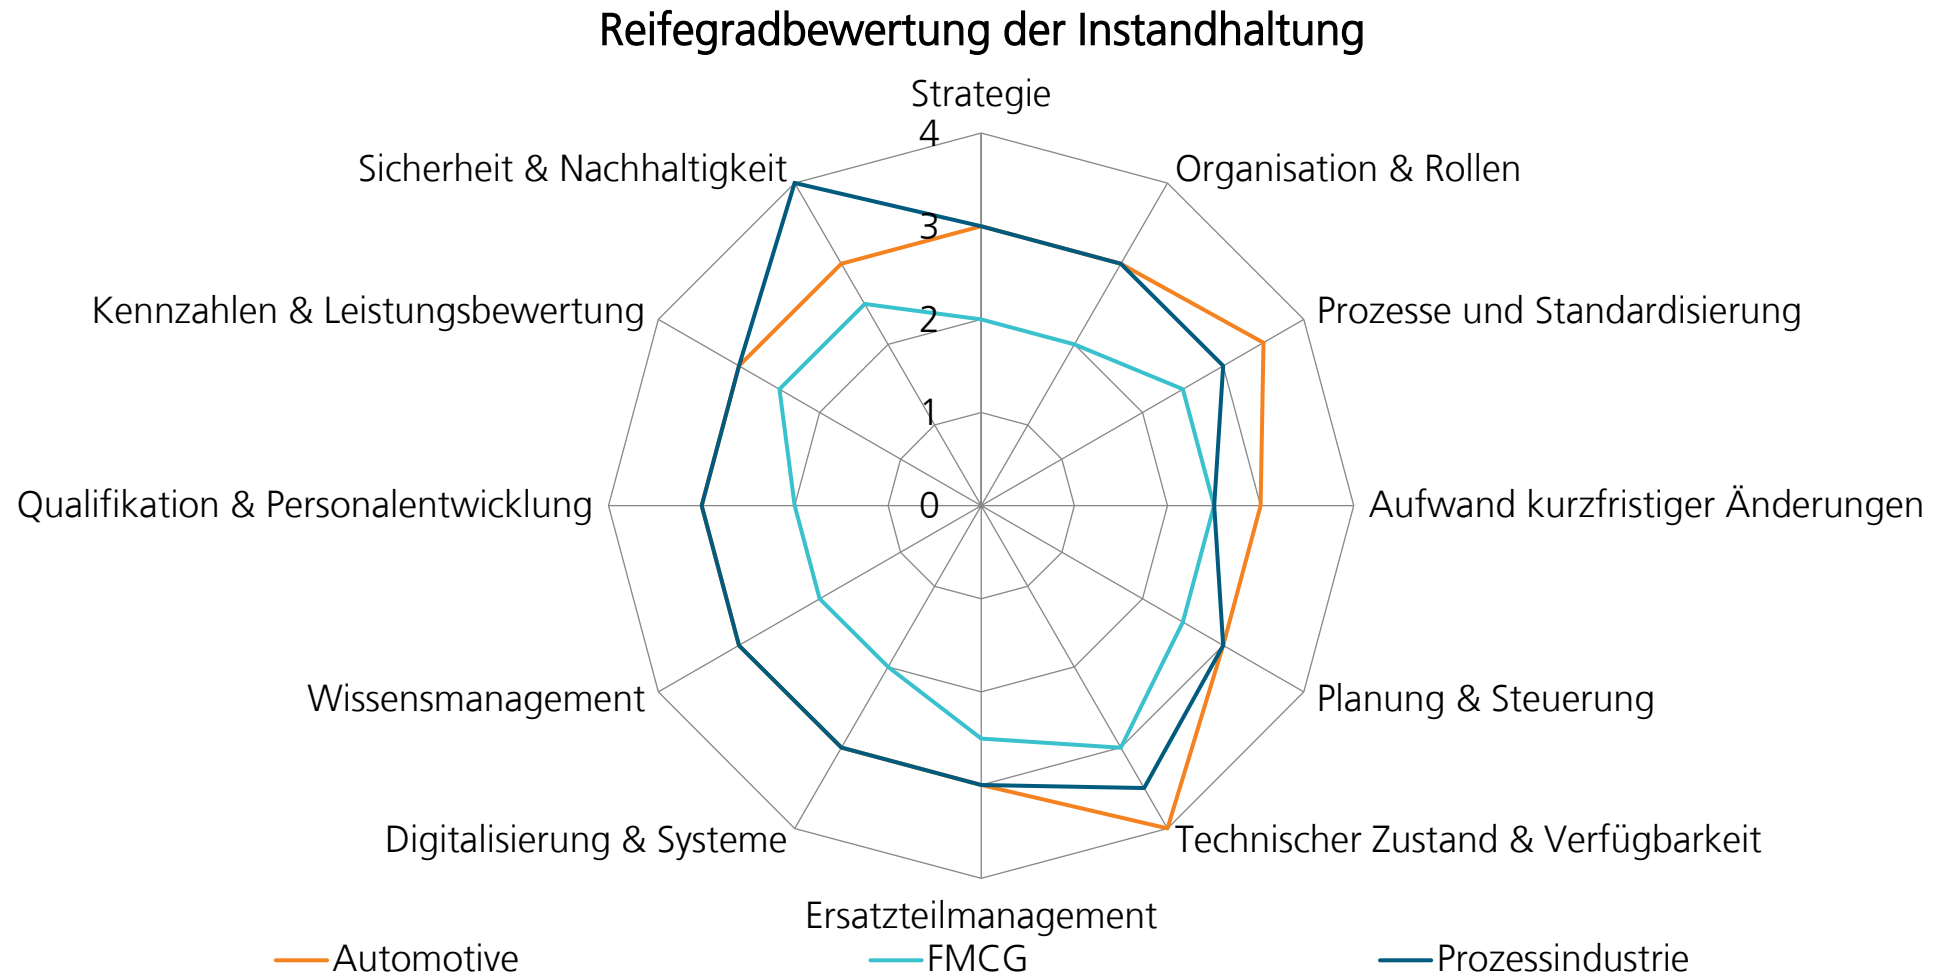 Reifegradbewertung der Instandhaltung
Strategie
4
Sicherheit & Nachhaltigkeit
Organisation & Rollen
3
Kennzahlen & Leistungsbewertung
2
Prozesse und Standardisierung
1
Qualifikation & Personalentwicklung
0
Aufwand kurzfristiger Änderungen
Wissensmanagement
Planung & Steuerung
Digitalisierung & Systeme
Technischer Zustand & Verfügbarkeit
Ersatzteilmanagement
Automotive
FMCG
Prozessindustrie